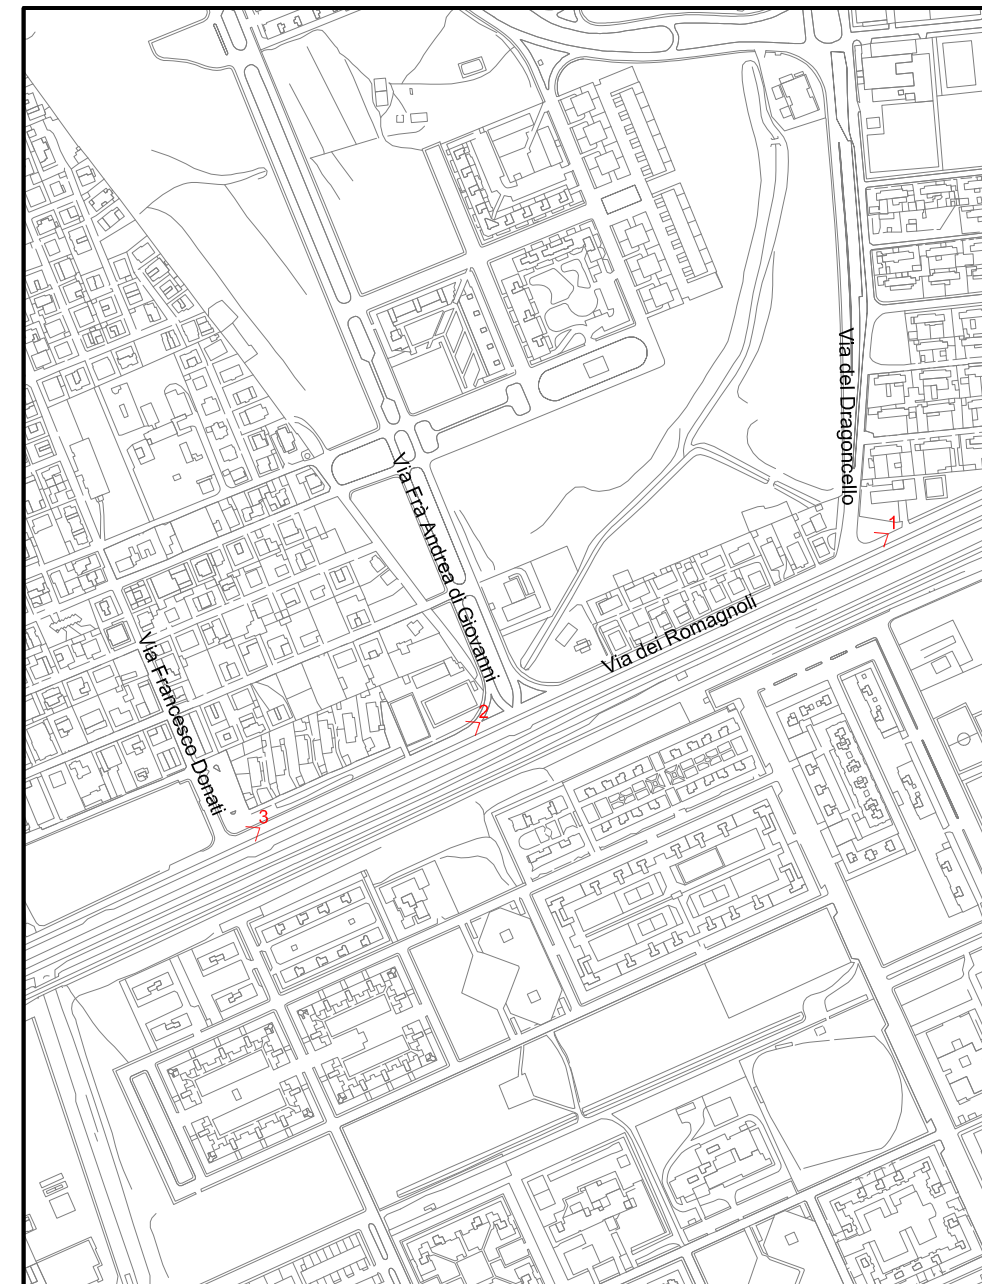 Via del Dragoncello
Via Frà Andrea di Giovanni
1
Via dei Romagnoli
Via Francesco Donati
2
3